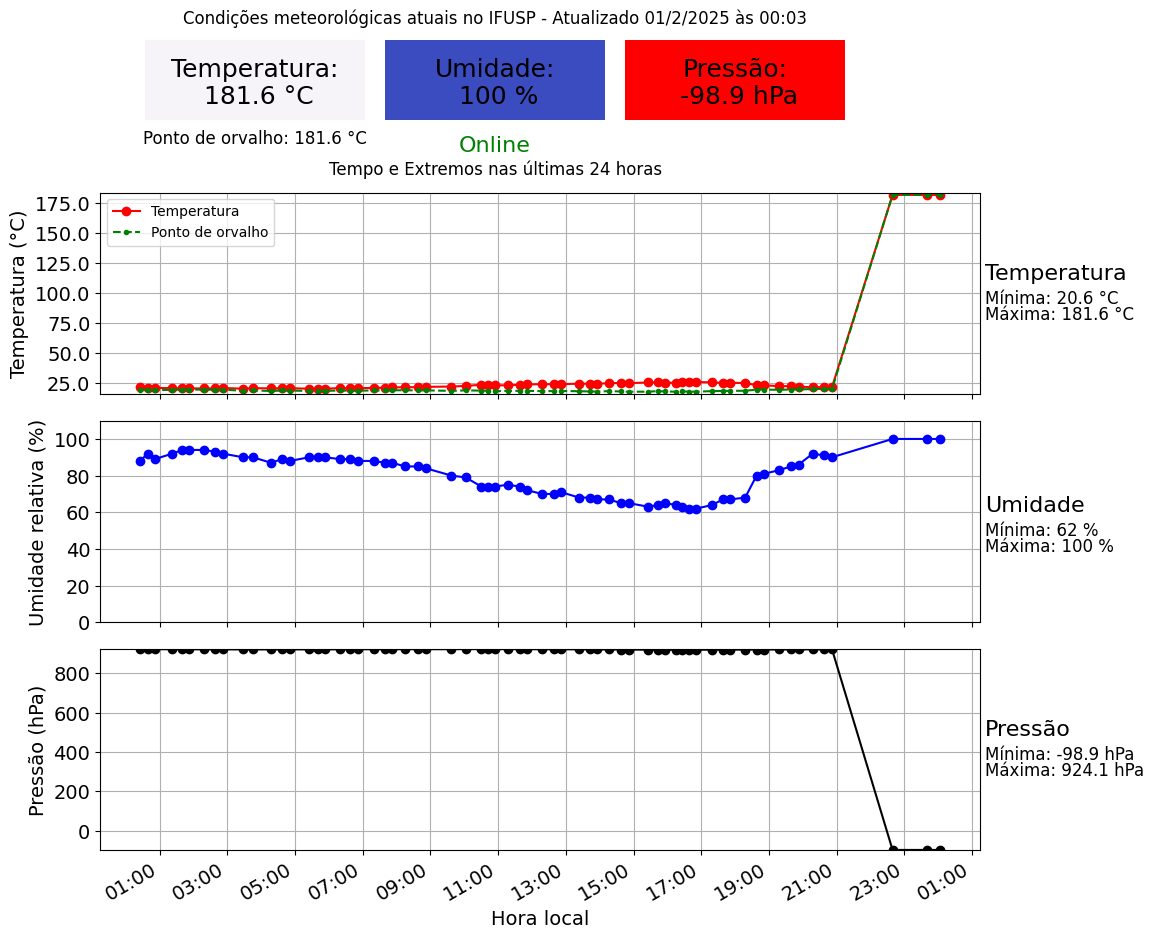 Condições meteorológicas atuais no IFUSP - Atualizado 01/2/2025 às 00:03
Temperatura:
181.6 °C
Umidade:
100 %
Pressão:
-98.9 hPa
Ponto de orvalho: 181.6 °C
Online
Tempo e Extremos nas últimas 24 horas
Temperatura (°C)
175.0
150.0
125.0
100.0
75.0
50.0
25.0
Temperatura
Ponto de orvalho
Temperatura
Mínima: 20.6 °C
Máxima: 181.6 °C
Umidade relativa (%)
100
80
60
40
20
0
Umidade
Mínima: 62 %
Máxima: 100 %
Pressão (hPa)
800
600
400
200
0
Pressão
Mínima: -98.9 hPa
Máxima: 924.1 hPa
01:00 03:00 05:00 07:00 09:00 11:00 13:00 15:00 17:00 19:00 21:00 23:00 01:00
Hora local